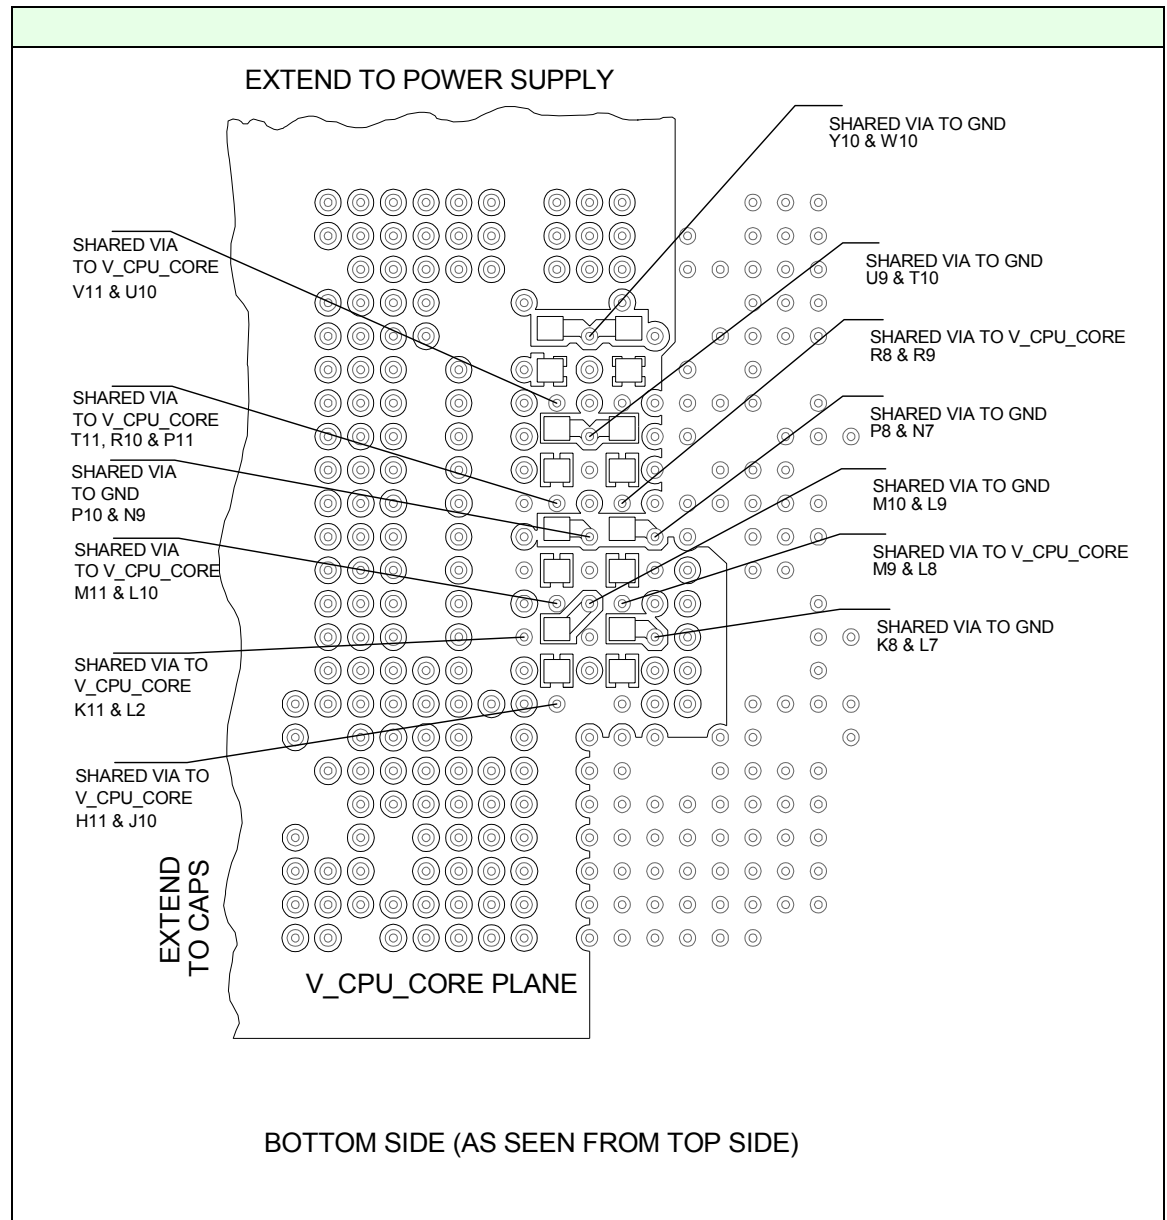 EXTEND TO POWER SUPPLY
SHARED VIA TO GND
Y10 & W10
SHARED VIA
TO V_CPU_CORE
V11 & U10
SHARED VIA TO GND
U9 & T10
SHARED VIA TO V_CPU_CORE
R8 & R9
SHARED VIA
TO V_CPU_CORE
T11, R10 & P11
SHARED VIA TO GND
P8 & N7
SHARED VIA
TO GND
P10 & N9
SHARED VIA TO GND
M10 & L9
SHARED VIA
TO V_CPU_CORE
M11 & L10
SHARED VIA TO V_CPU_CORE
M9 & L8
SHARED VIA TO GND
K8 & L7
SHARED VIA TO
V_CPU_CORE
K11 & L2
SHARED VIA TO
V_CPU_CORE
H11 & J10
EXTEND
TO CAPS
V_CPU_CORE PLANE
BOTTOM SIDE (AS SEEN FROM TOP SIDE)